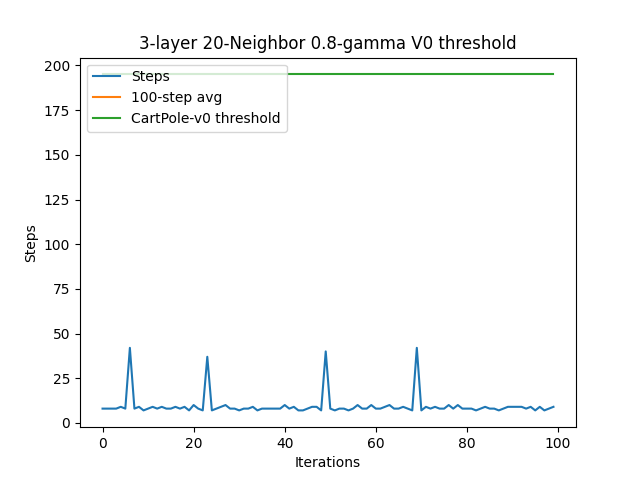 3-layer 20-Neighbor 0.8-gamma V0 threshold
Steps
100-step avg
CartPole-v0 threshold
Steps
200
175
150
125
100
75
50
25
0
0 20 40 60 80 100
Iterations